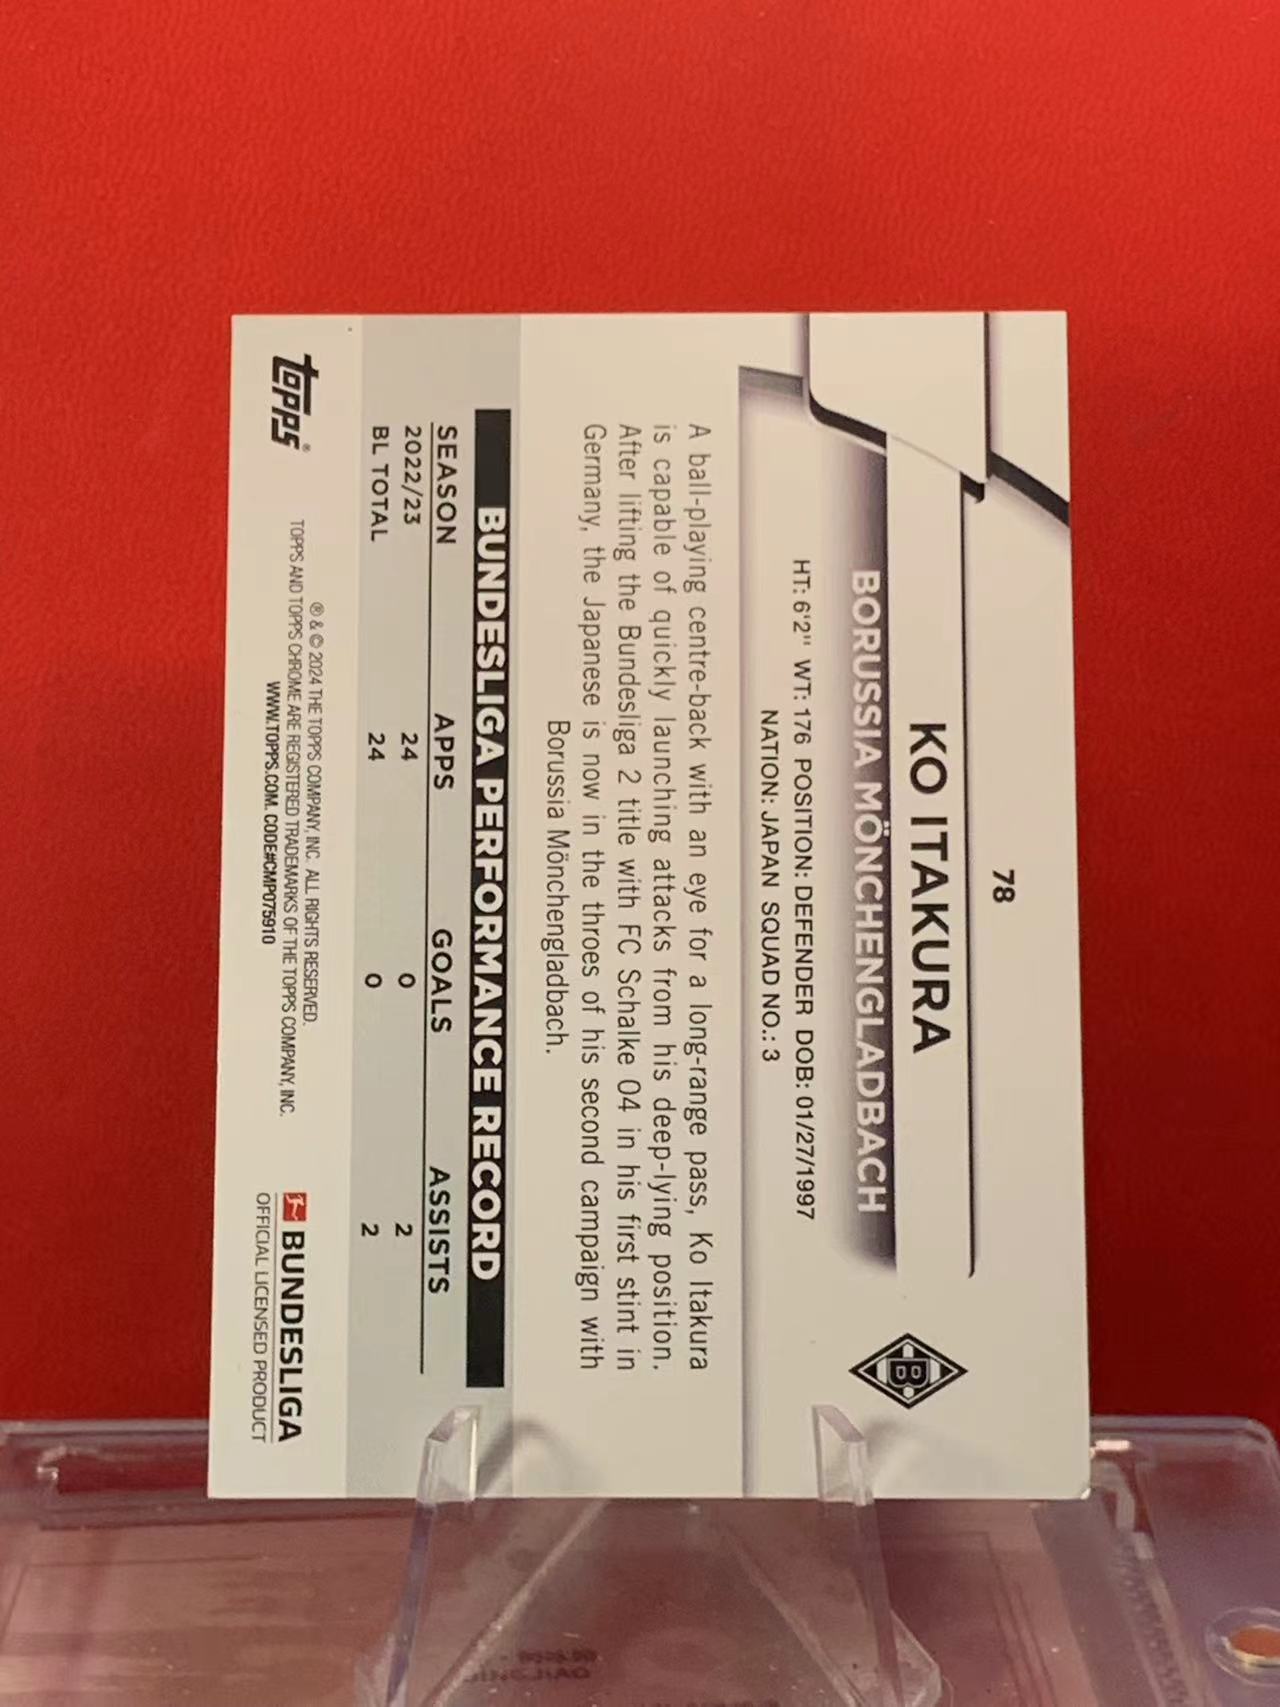 78
KO ITAKURA
BORUSSIA MÖNCHENGLADBACH
HT: 6'2" WT: 176 POSITION: DEFENDER DOB: 01/27/1997
NATION: JAPAN SQUAD NO.: 3
A ball-playing centre-back with an eye for a long-range pass, Ko Itakura
is capable of quickly launching attacks from his deep-lying position.
After lifting the Bundesliga 2 title with FC Schalke 04 in his first stint in
Germany, the Japanese is now in the throes of his second campaign with
Borussia Mönchengladbach.
BUNDESLIGA PERFORMANCE RECORD
SEASON APPS GOALS ASSISTS
2022/23 24 0 2
BL TOTAL 24 0 2
topps®
® & © 2024 THE TOPPS COMPANY, INC. ALL RIGHTS RESERVED.
TOPPS AND TOPPS CHROME ARE REGISTERED TRADEMARKS OF THE TOPPS COMPANY, INC.
WWW.TOPPS.COM. CODE#CMP075910
BUNDESLIGA
OFFICIAL LICENSED PRODUCT